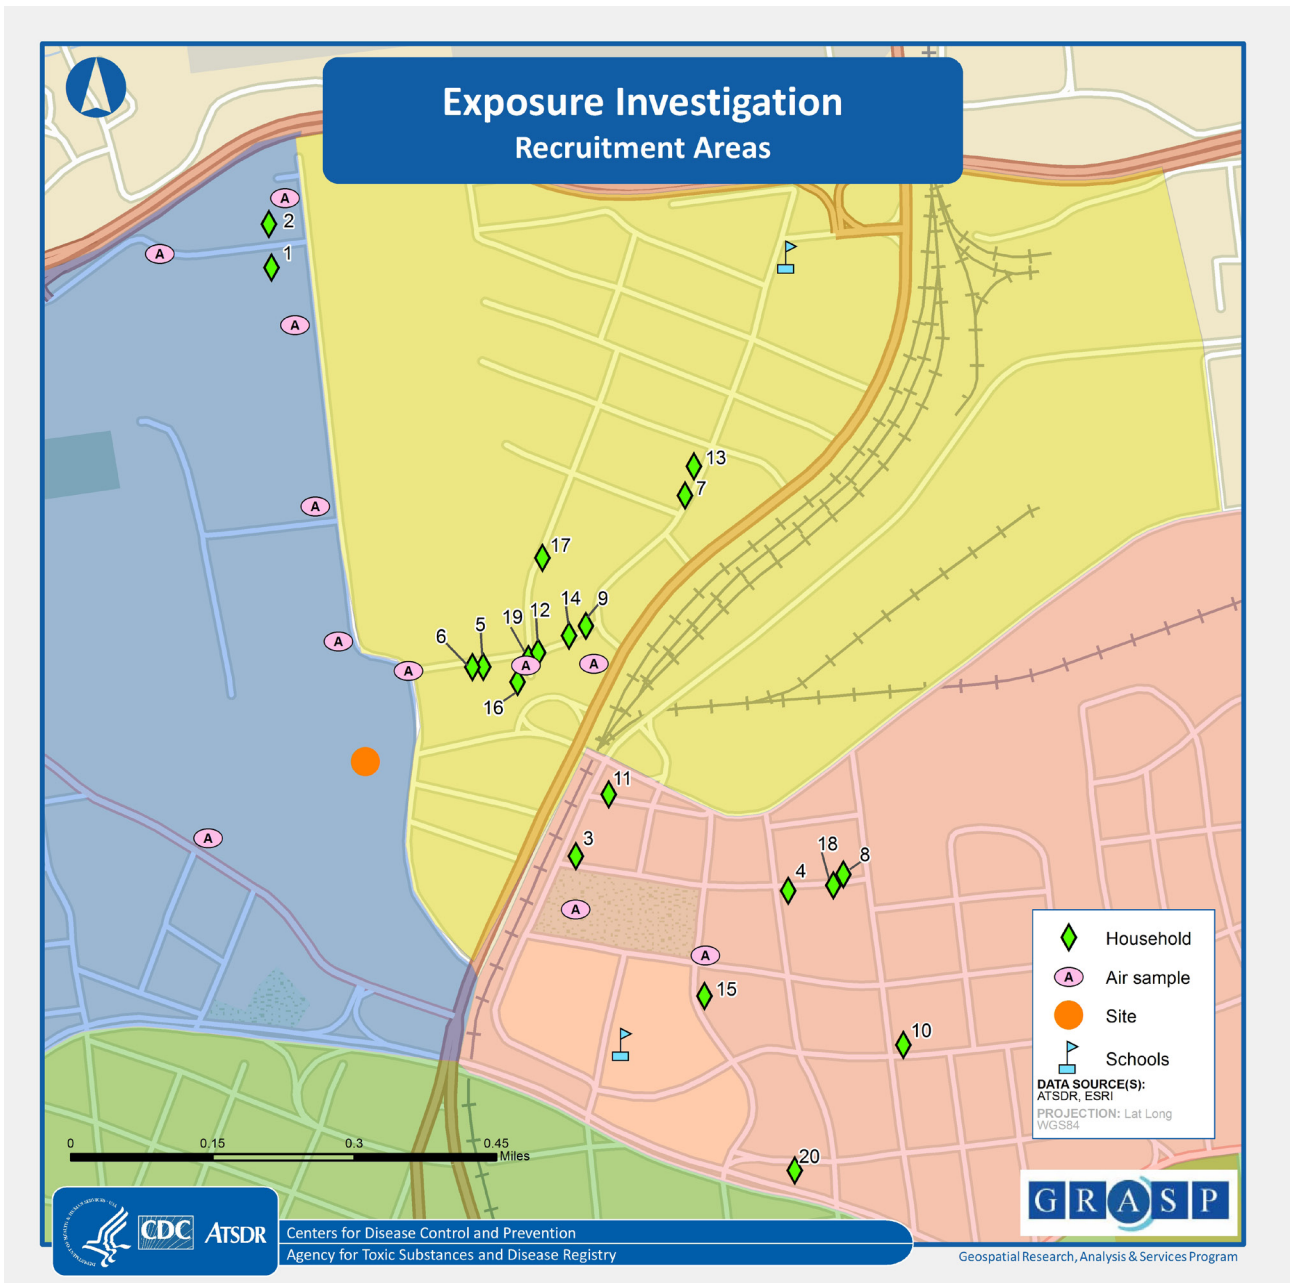 Exposure Investigation
Recruitment Areas
A
2
A
1
A
13
7
A
17
14
9
12
19
5
6
A
A
A
A
16
11
A
3
18
8
4
A
A
15
10
20
Household
A
Air sample
Site
Schools
DATA SOURCE(S):
ATSDR, ESRI
PROJECTION: Lat Long
WGS84
0
0.15
0.3
0.45
Miles
GRASP
CDC
ATSDR
Centers for Disease Control and Prevention
Agency for Toxic Substances and Disease Registry
Geospatial Research, Analysis & Services Program